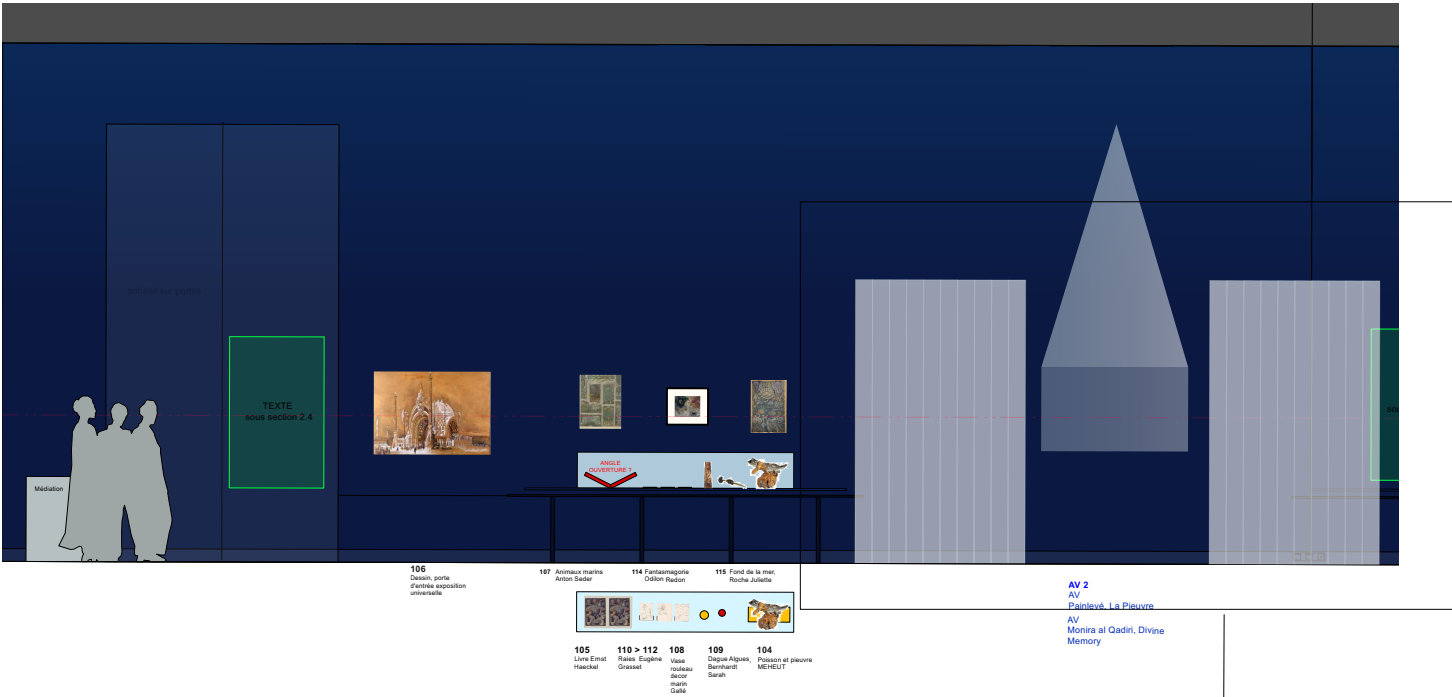 TEXTE
sous section 2.4
Médiation
ANGLE
OUVERTURE ?
106
Dessin, porte
d'entrée exposition
universelle
107 Animaux marins
Anton Seder
114 Fantasmagorie
Odilon Redon
115 Fond de la mer,
Roche Juliette
AV 2
AV
Painlevé, La Pieuvre
AV
Monira al Qadiri, Divine
Memory
105
Livre Ernst
Haeckel
110 > 112
Raies Eugène
Grasset
108
Vase
rouleau
decor
marin
Gallé
109
Dague Algues,
Bernhardt
Sarah
104
Poisson et pieuvre
MEHEUT